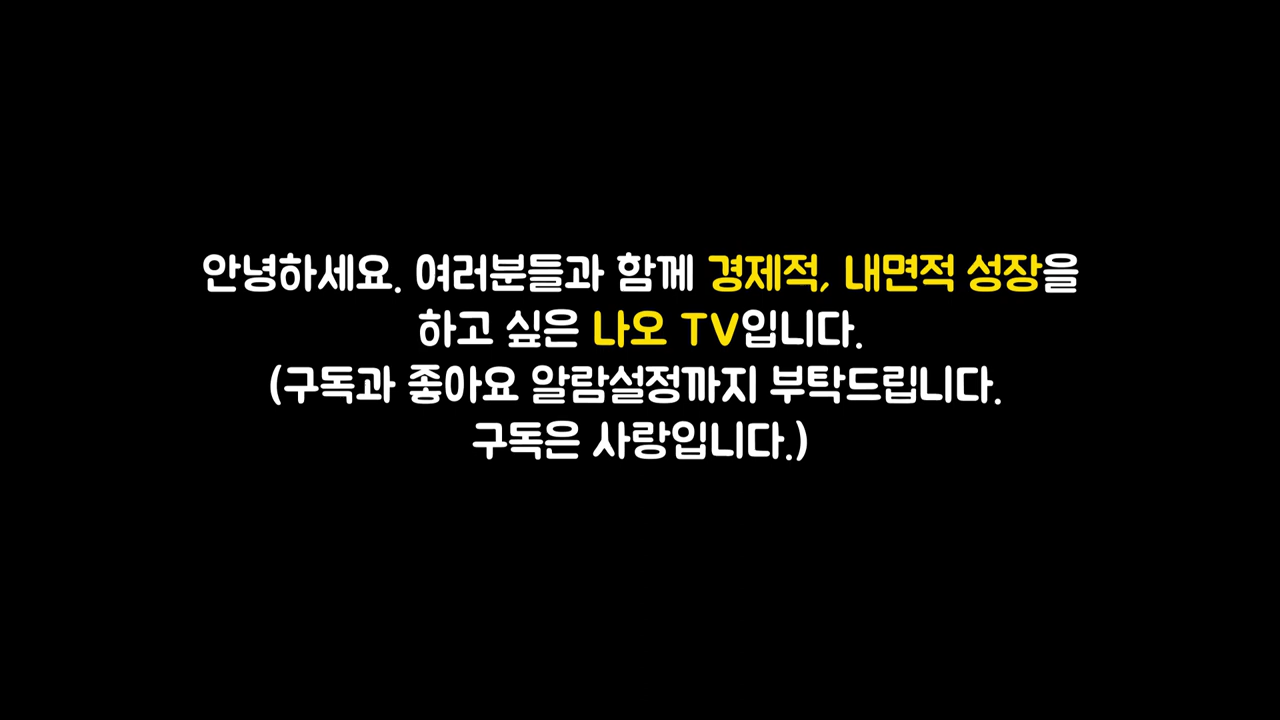 안녕하세요. 여러분들과 함께 경제적, 내면적 성장을
하고 싶은 나오 TV입니다.
(구독과 좋아요 알람설정까지 부탁드립니다.
구독은 사랑입니다.)